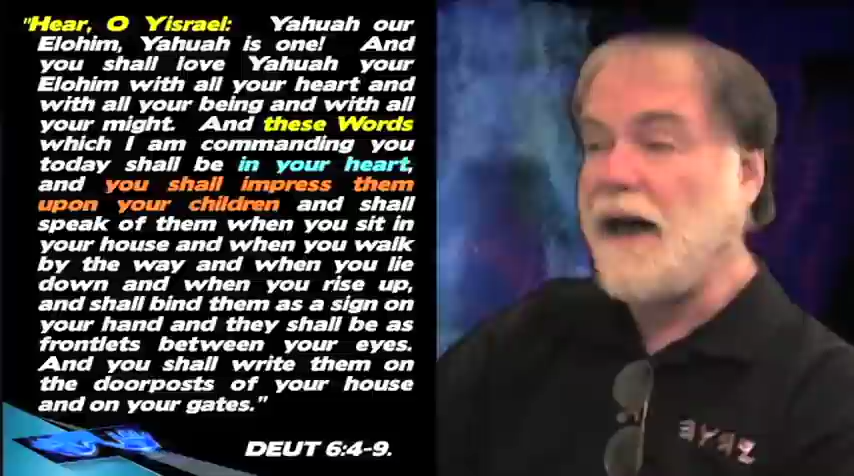 "Hear, O Yisrael: Yahuah our
Elohim, Yahuah is one! And
you shall love Yahuah your
Elohim with all your heart and
with all your being and with all
your might. And these Words
which I am commanding you
today shall be in your heart,
and you shall impress them
upon your children and shall
speak of them when you sit in
your house and when you walk
by the way and when you lie
down and when you rise up,
and shall bind them as a sign on
your hand and they shall be as
frontlets between your eyes.
And you shall write them on
the doorposts of your house
and on your gates."
DEUT 6:4-9.